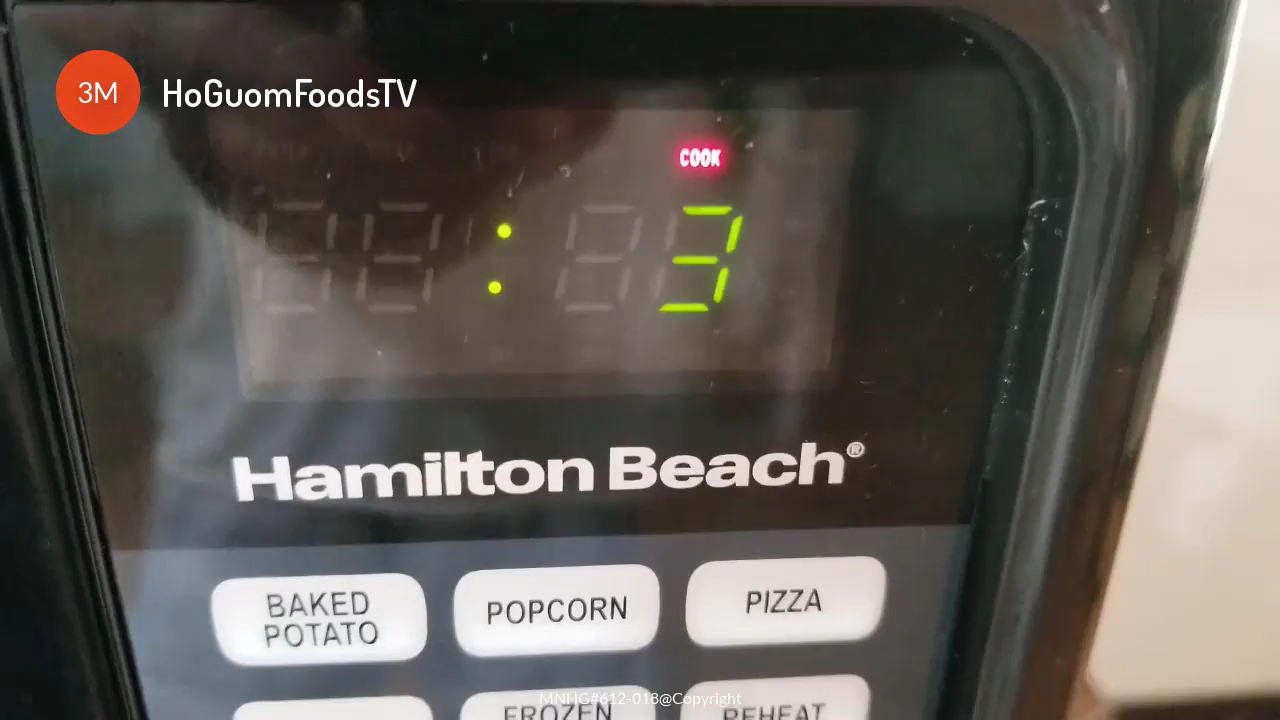 3M HoGuomFoodsTV
COOK
:3
Hamilton Beach®
BAKED POTATO
POPCORN
PIZZA
FROZEN
REHEAT
MNHG#612-018@Copyright